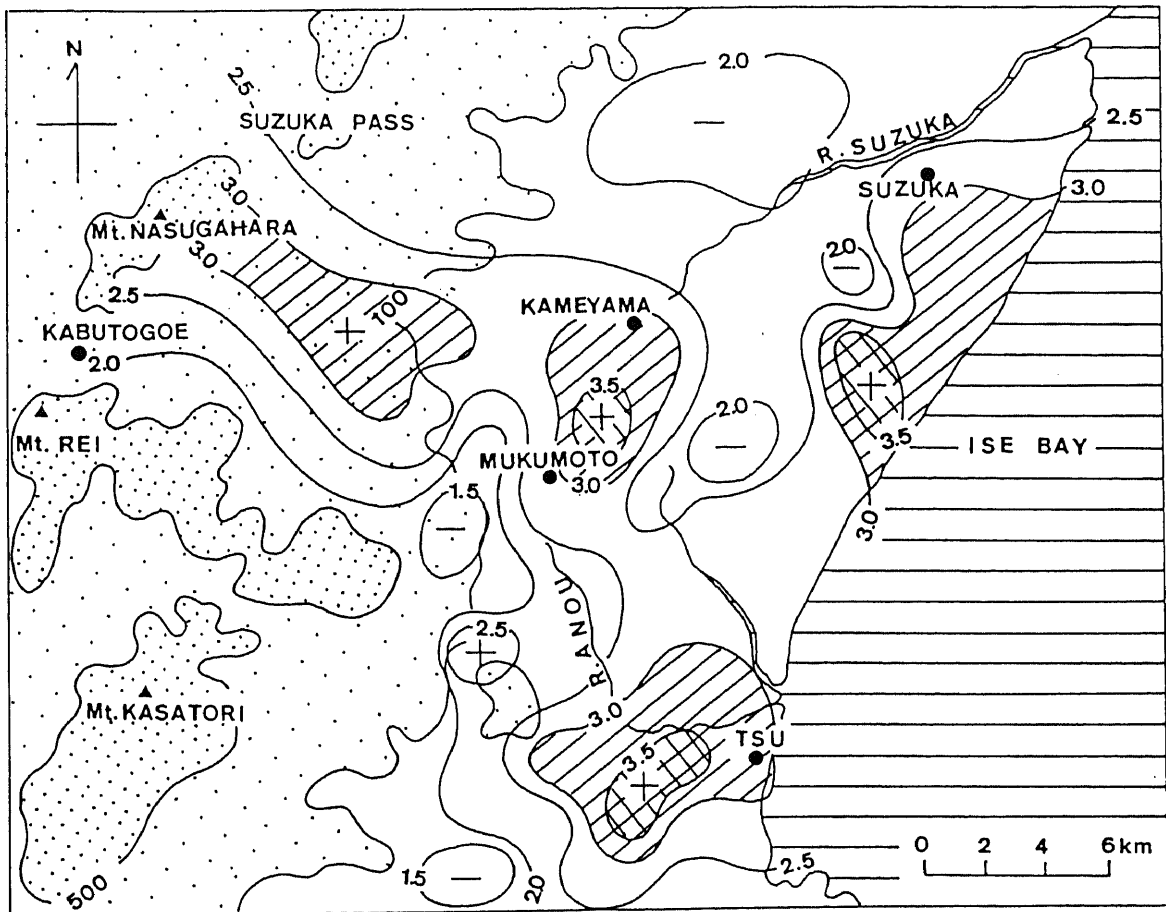 N
2.5
SUZUKA PASS
2.0
R. SUZUKA
2.5
SUZUKA
3.0
3.0
Mt. NASUGAHARA
3.0
2.0
2.5
100
KAMEYAMA
KABUTOGOE
2.0
3.5
2.0
Mt. REI
3.5
ISE BAY
MUKUMOTO
3.0
1.5
3.0
R. ANOU
2.5
Mt. KASATORI
3.0
TSU
3.5
0 2 4 6 km
2.5
1.5
2.0
500